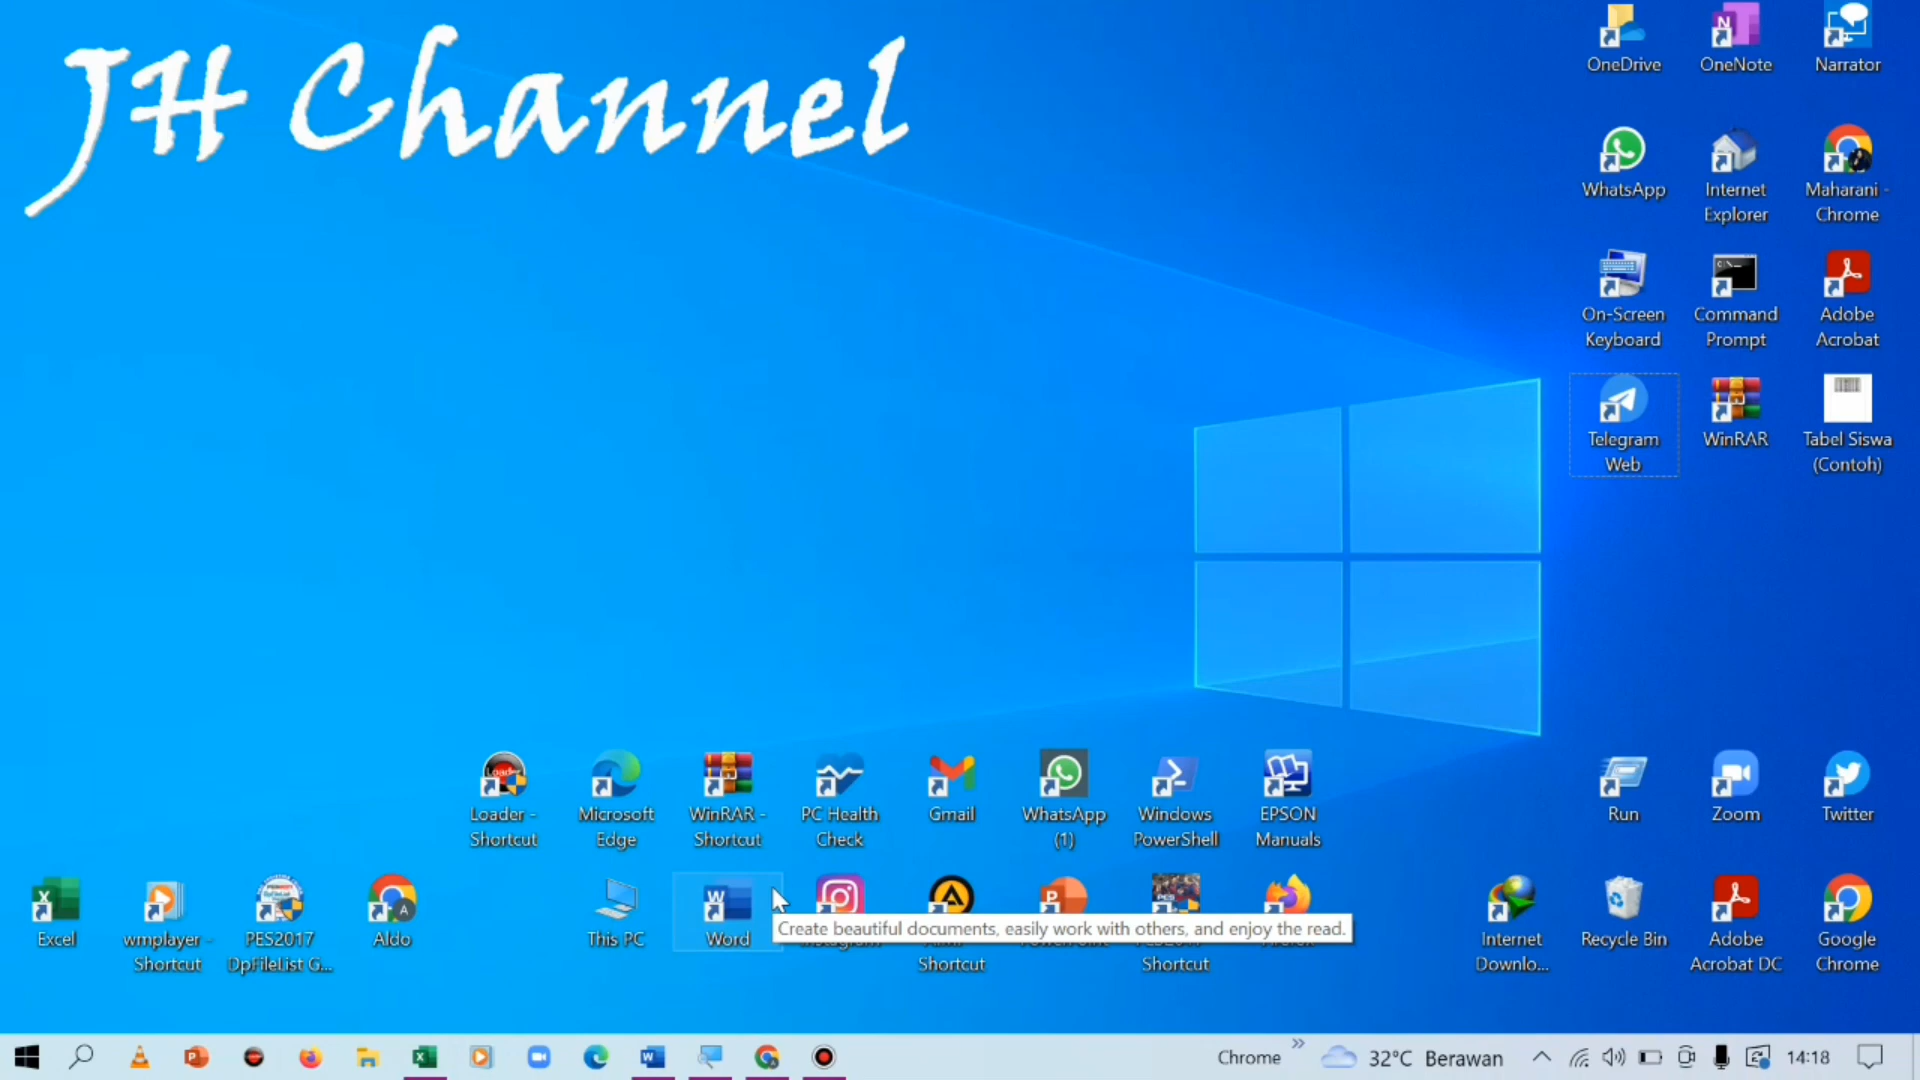 JH Channel
OneDrive
OneNote
Narrator
WhatsApp
Internet
Explorer
Maharani -
Chrome
On-Screen
Keyboard
Command
Prompt
Adobe
Acrobat
Telegram
Web
WinRAR
Tabel Siswa
(Contoh)
Loader -
Shortcut
Microsoft
Edge
WinRAR -
Shortcut
PC Health
Check
Gmail
WhatsApp
(1)
Windows
PowerShell
EPSON
Manuals
Run
Zoom
Twitter
Excel
wmplayer -
Shortcut
PES2017
DpFileList G...
Aldo
This PC
Word
Create beautiful documents, easily work with others, and enjoy the read.
Shortcut
Shortcut
Internet
Downlo...
Recycle Bin
Adobe
Acrobat DC
Google
Chrome
Chrome
32°C Berawan
14:18